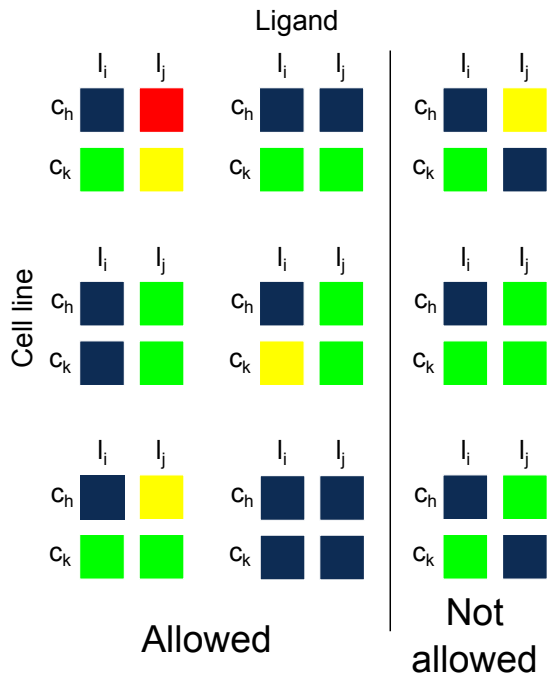 Ligand
l_i l_j l_i l_j l_i l_j
c_h c_h c_h
c_k c_k c_k
Cell line
l_i l_j l_i l_j l_i l_j
c_h c_h c_h
c_k c_k c_k
l_i l_j l_i l_j l_i l_j
c_h c_h c_h
c_k c_k c_k
Allowed
Not
allowed